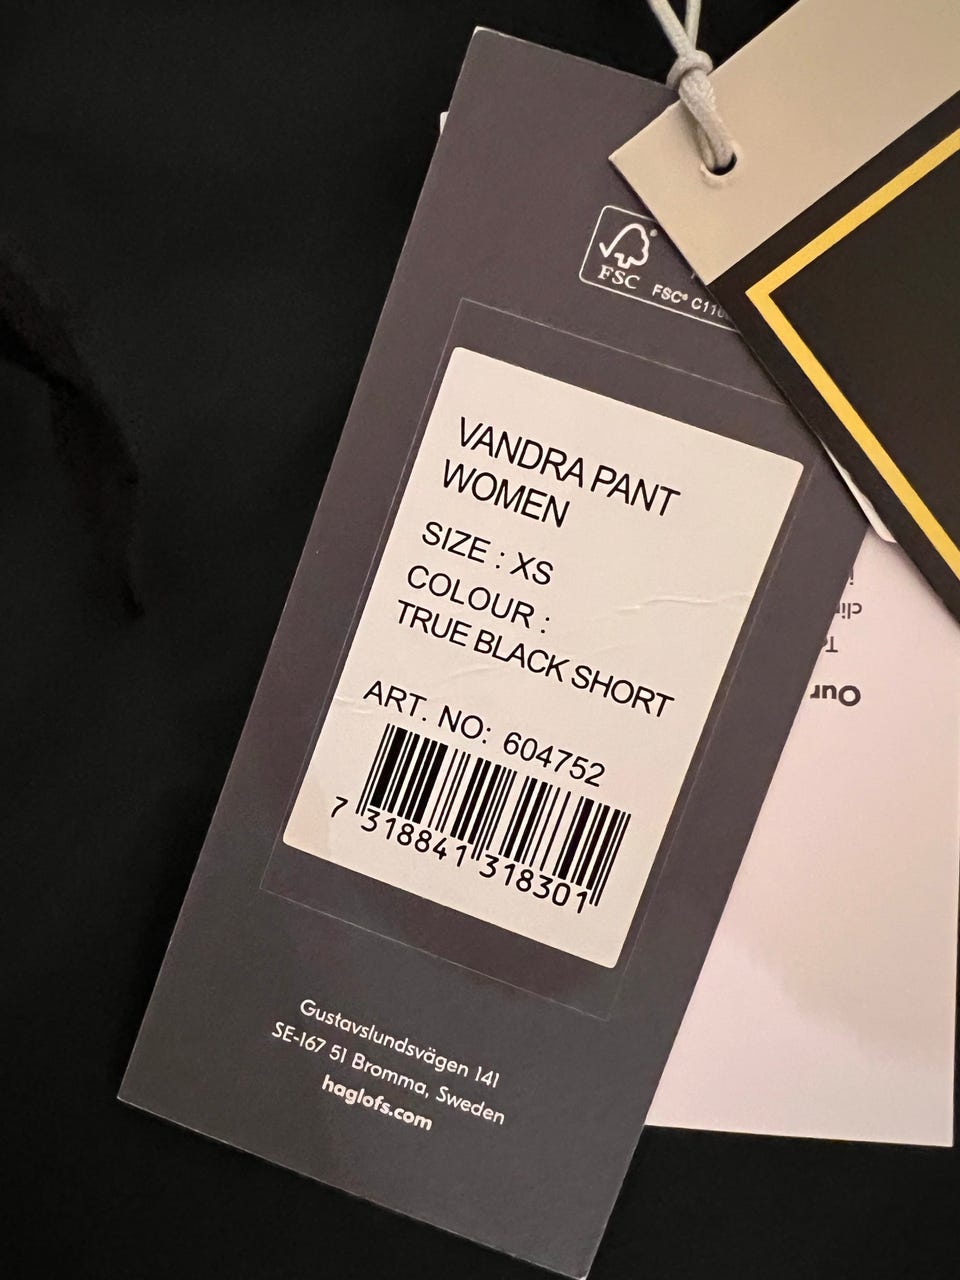 FSC
FSC®
VANDRA PANT
WOMEN
SIZE : XS
COLOUR :
TRUE BLACK SHORT
ART. NO: 604752
7 318841 318301
Gustavslundsvägen 141
SE-167 51 Bromma, Sweden
haglofs.com
Our